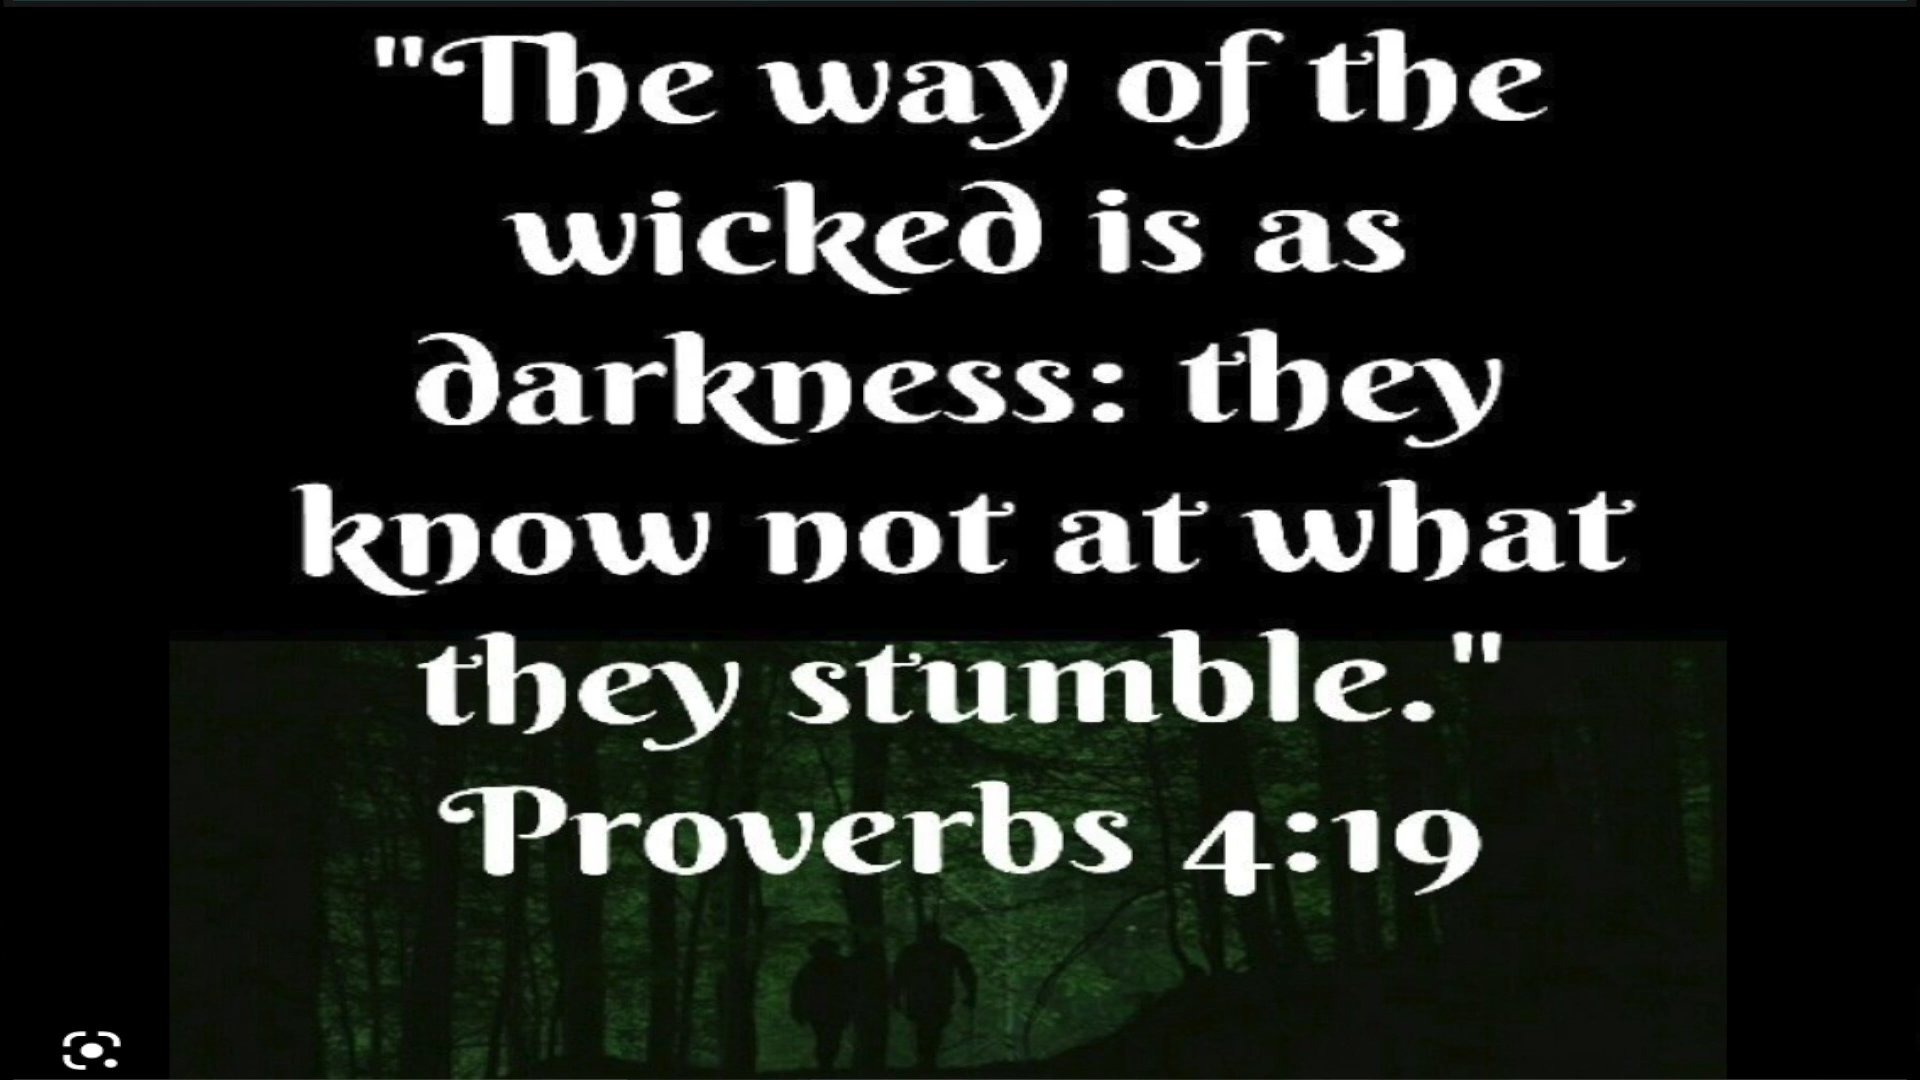 "The way of the
wicked is as
darkness: they
know not at what
they stumble."
Proverbs 4:19